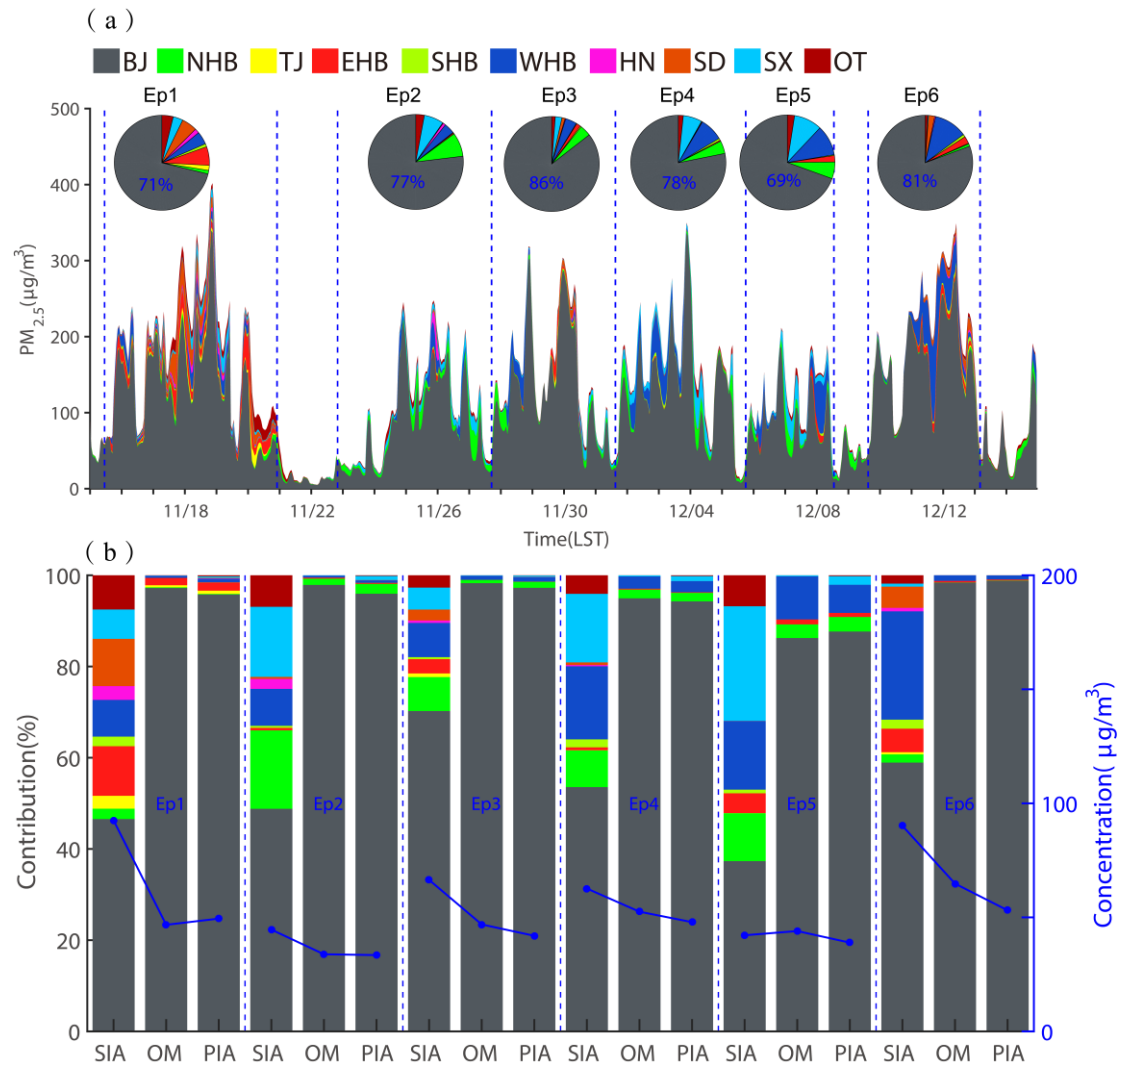 ( a )
BJ NHB TJ EHB SHB WHB HN SD SX OT
Ep1 Ep2 Ep3 Ep4 Ep5 Ep6
71% 77% 86% 78% 69% 81%
500
400
300
200
100
0
PM2.5(μg/m3)
11/18 11/22 11/26 11/30 12/04 12/08 12/12
Time(LST)
( b )
100
80
60
40
20
0
Contribution(%)
Ep1 Ep2 Ep3 Ep4 Ep5 Ep6
200
100
0
Concentration( μg/m3)
SIA OM PIA SIA OM PIA SIA OM PIA SIA OM PIA SIA OM PIA SIA OM PIA